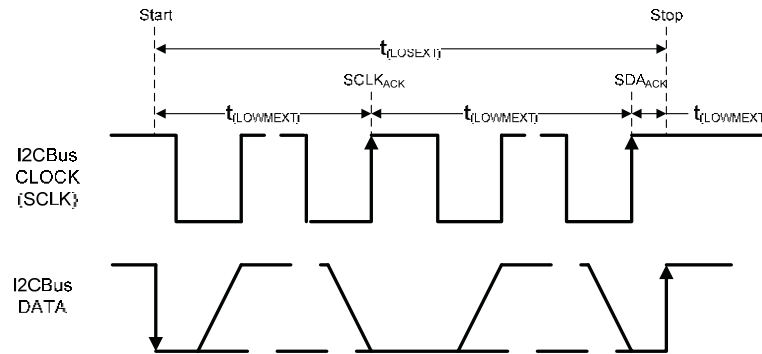 Start
Stop
t(LOSEXT)
SCLKACK
SDAACK
t(LOWMEXT)
t(LOWMEXT)
t(LOWMEXT
I2CBus
CLOCK
(SCLK)
I2CBus
DATA